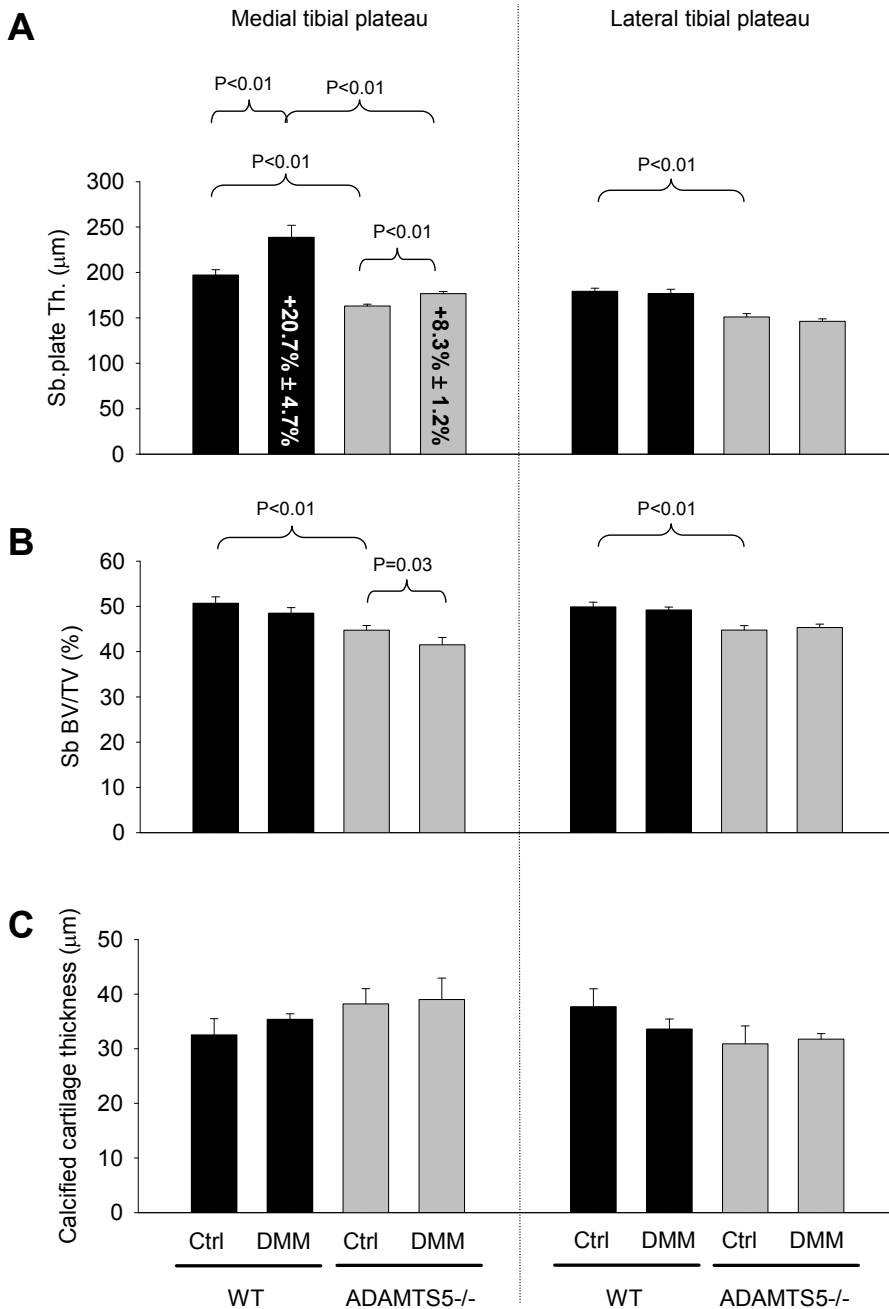 A
Medial tibial plateau
Lateral tibial plateau
P<0.01
P<0.01
P<0.01
P<0.01
P<0.01
Sb.plate Th. (μm)
300
250
200
150
100
50
0
+20.7% ± 4.7%
+8.3% ± 1.2%
B
P<0.01
P=0.03
P<0.01
Sb BV/TV (%)
60
50
40
30
20
10
0
C
Calcified cartilage thickness (μm)
50
40
30
20
10
0
Ctrl DMM Ctrl DMM
Ctrl DMM Ctrl DMM
WT ADAMTS5-/-
WT ADAMTS5-/-